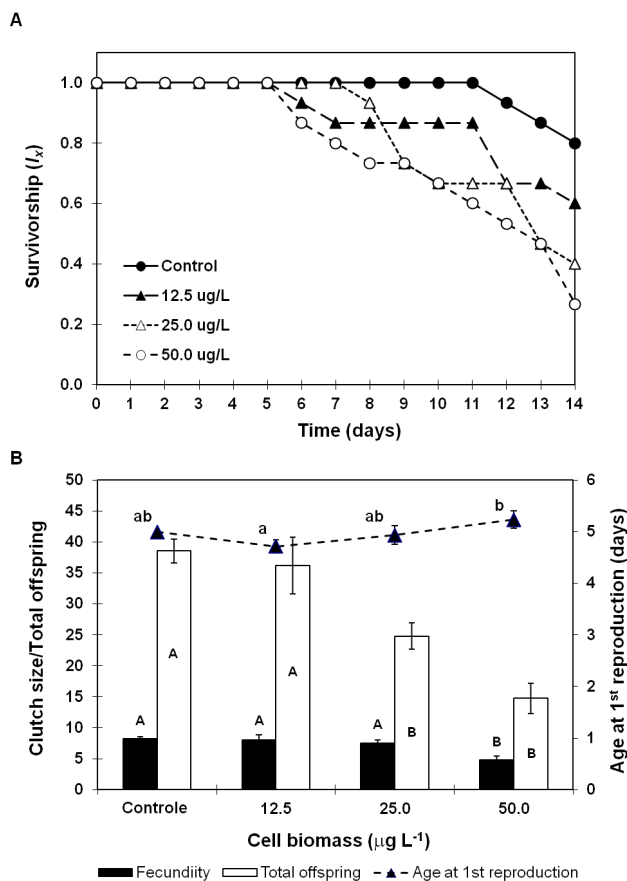 A
Survivorship (lx)
1.0
0.8
0.6
0.4
0.2
0.0
Control
12.5 ug/L
25.0 ug/L
50.0 ug/L
0 1 2 3 4 5 6 7 8 9 10 11 12 13 14
Time (days)
B
Clutch size/Total offspring
50
45
40
35
30
25
20
15
10
5
0
ab a ab b
A A A A A B B B
6
5
4
3
2
1
0
Age at 1st reproduction (days)
Controle 12.5 25.0 50.0
Cell biomass (µg L-1)
Fecundiity Total offspring Age at 1st reproduction